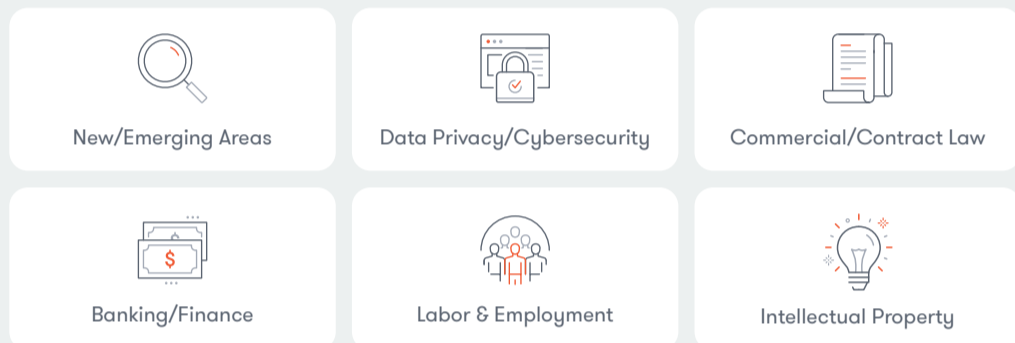 New/Emerging Areas
Data Privacy/Cybersecurity
Commercial/Contract Law
$
Banking/Finance
Labor & Employment
Intellectual Property